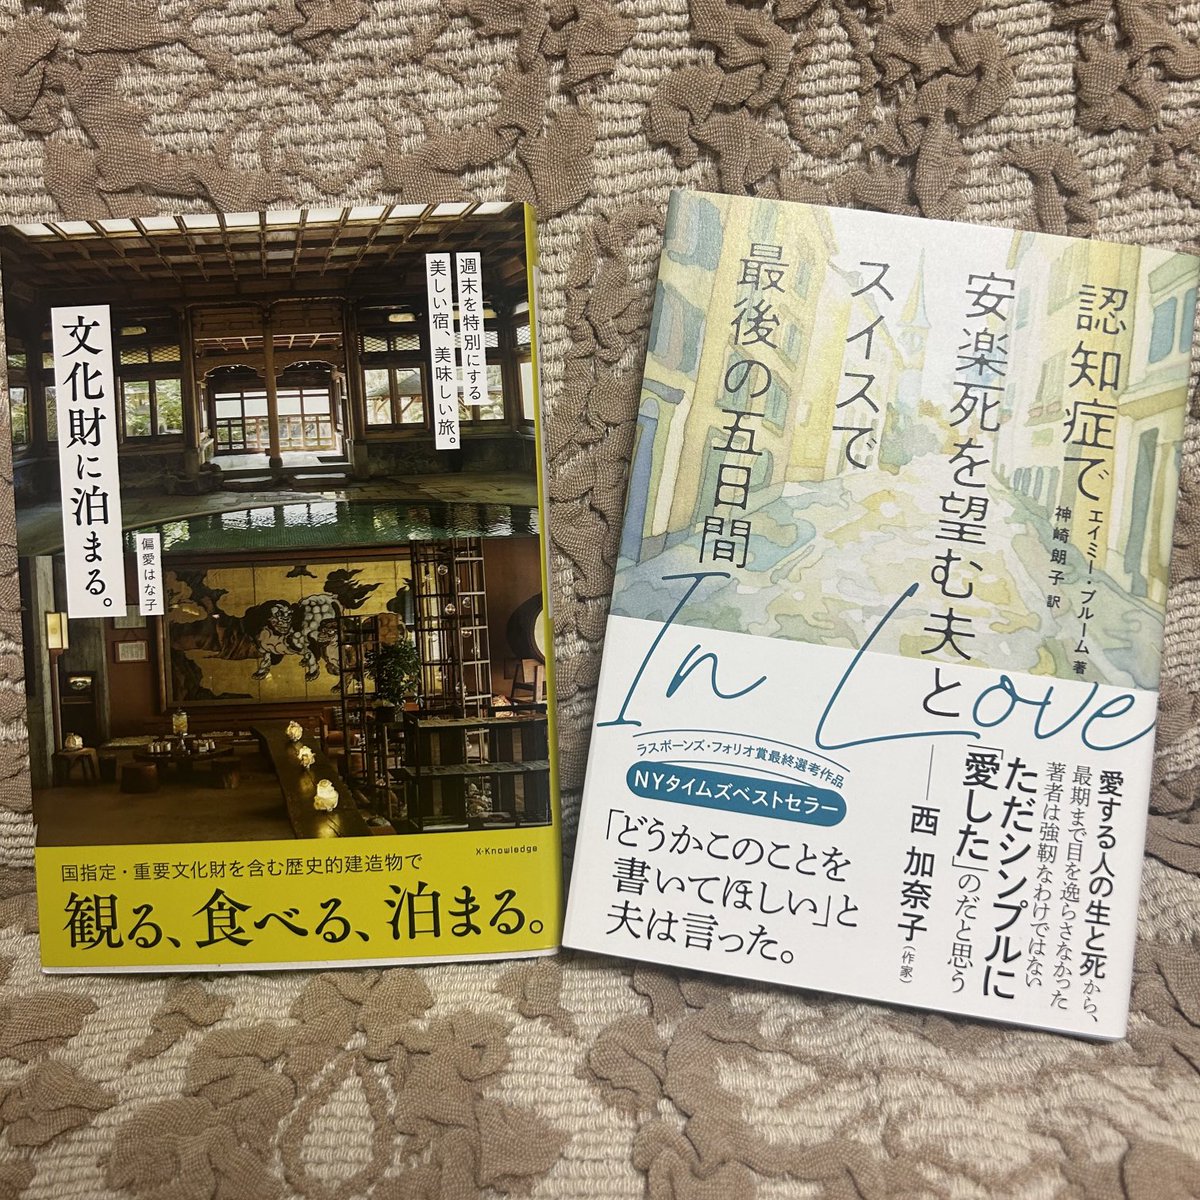 週末を特別にする
美しい宿、美味しい旅。
文化財に泊まる。
偏愛はな子
X-Knowledge
国指定・重要文化財を含む歴史的建造物で
観る、食べる、泊まる。
認知症で
安楽死を望む夫と
スイスで
最後の五日間
エイミー・ブルーム 著
神崎朗子 訳
In Love
ラスボーンズ・フォリオ賞最終選考作品
NYタイムズベストセラー
「どうかこのことを
書いてほしい」と
夫は言った。
愛する人の生と死から、
最期まで目を逸らさなかった
著者は強靭なわけではない
ただシンプルに
「愛した」のだと思う
──西 加奈子(作家)